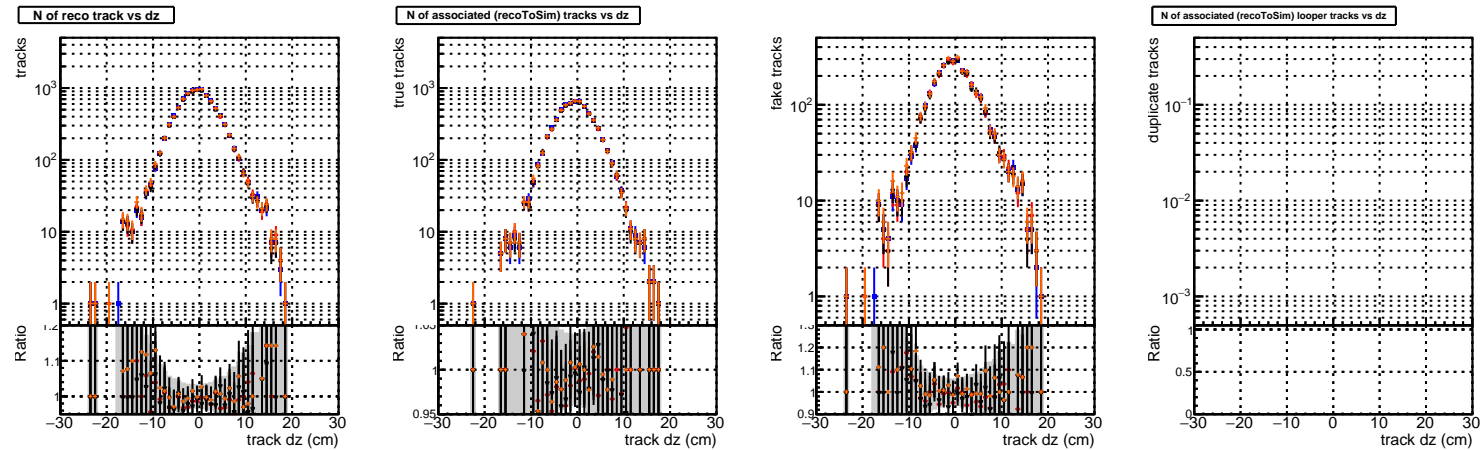 N of reco track vs dz
tracks
10³
10²
10
1
Ratio
1.2
1.1
1
−30 −20 −10 0 10 20 30
track dz (cm)
N of associated (recoToSim) tracks vs dz
true tracks
10³
10²
10
1
Ratio
1.05
1
0.95
−30 −20 −10 0 10 20 30
track dz (cm)
fake tracks
10²
10
1
Ratio
1.3
1.2
1.1
1
0.9
−30 −20 −10 0 10 20 30
track dz (cm)
N of associated (recoToSim) looper tracks vs dz
duplicate tracks
10⁻¹
10⁻²
10⁻³
Ratio
1
0.5
0
−30 −20 −10 0 10 20 30
track dz (cm)